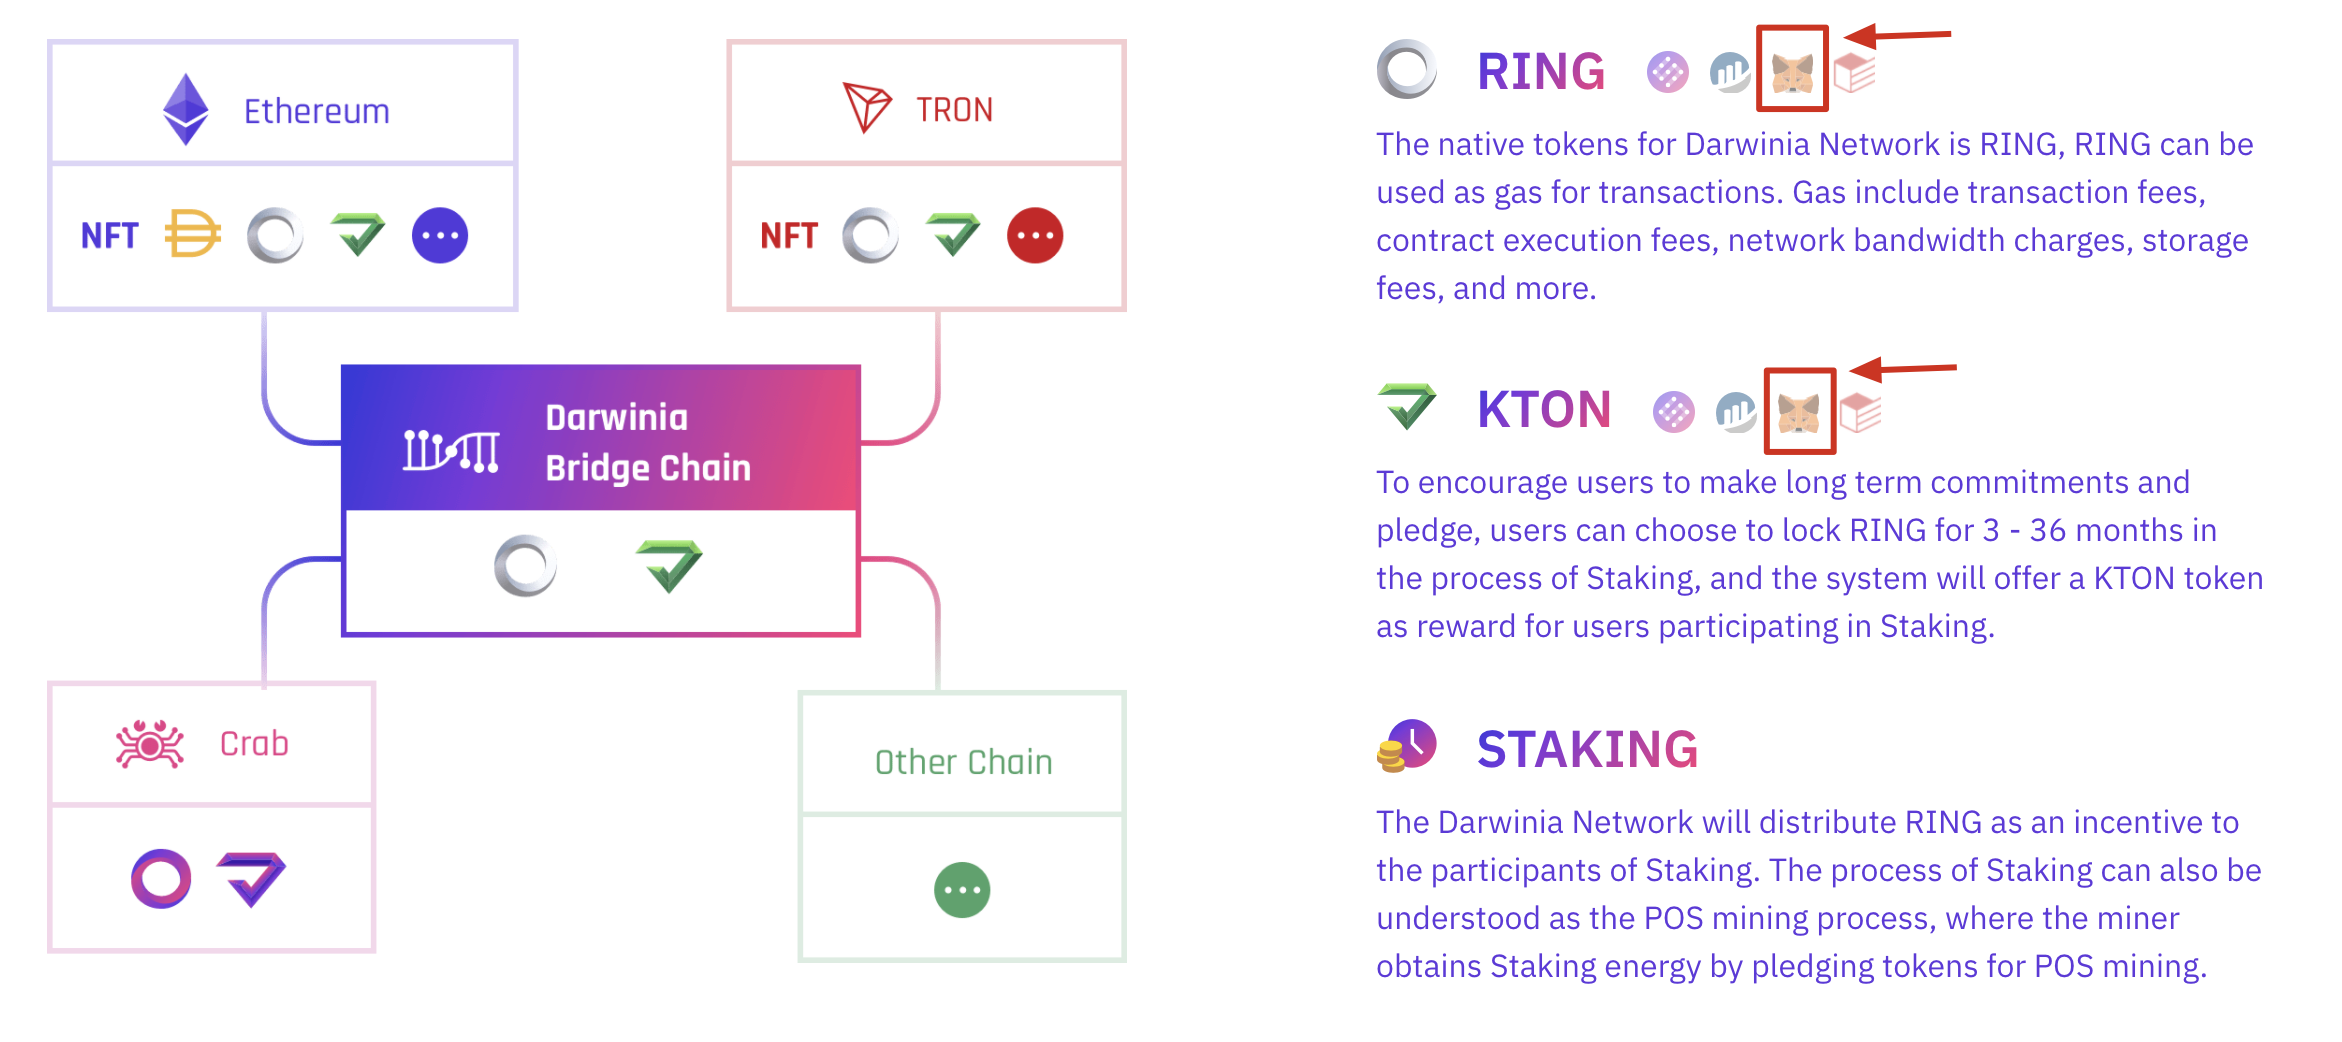 Ethereum
NFT
TRON
NFT
Darwinia
Bridge Chain
Crab
Other Chain
RING
The native tokens for Darwinia Network is RING, RING can be
used as gas for transactions. Gas include transaction fees,
contract execution fees, network bandwidth charges, storage
fees, and more.
KTON
To encourage users to make long term commitments and
pledge, users can choose to lock RING for 3 - 36 months in
the process of Staking, and the system will offer a KTON token
as reward for users participating in Staking.
STAKING
The Darwinia Network will distribute RING as an incentive to
the participants of Staking. The process of Staking can also be
understood as the POS mining process, where the miner
obtains Staking energy by pledging tokens for POS mining.